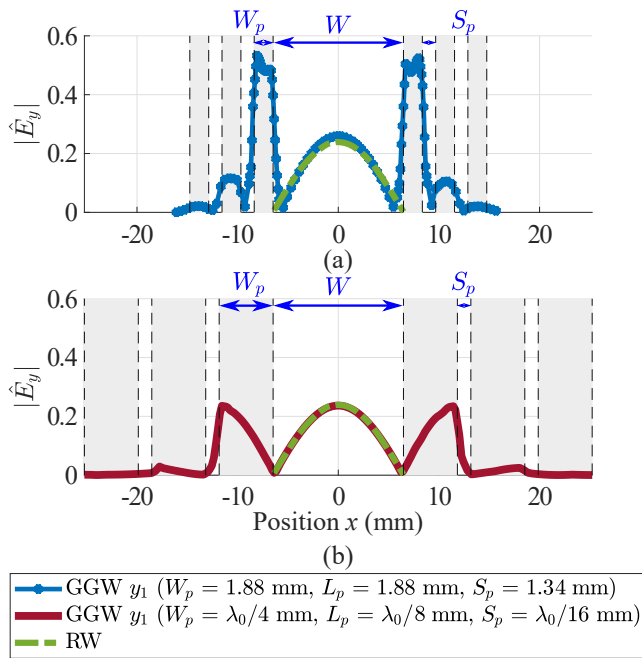 W_p W S_p
0.6
0.4
|Ê_y|
0.2
0
-20 -10 0 10 20
(a)
W_p W S_p
0.6
0.4
|Ê_y|
0.2
0
-20 -10 0 10 20
Position x (mm)
(b)
GGW y_1 (W_p = 1.88 mm, L_p = 1.88 mm, S_p = 1.34 mm)
GGW y_1 (W_p = λ_0/4 mm, L_p = λ_0/8 mm, S_p = λ_0/16 mm)
RW